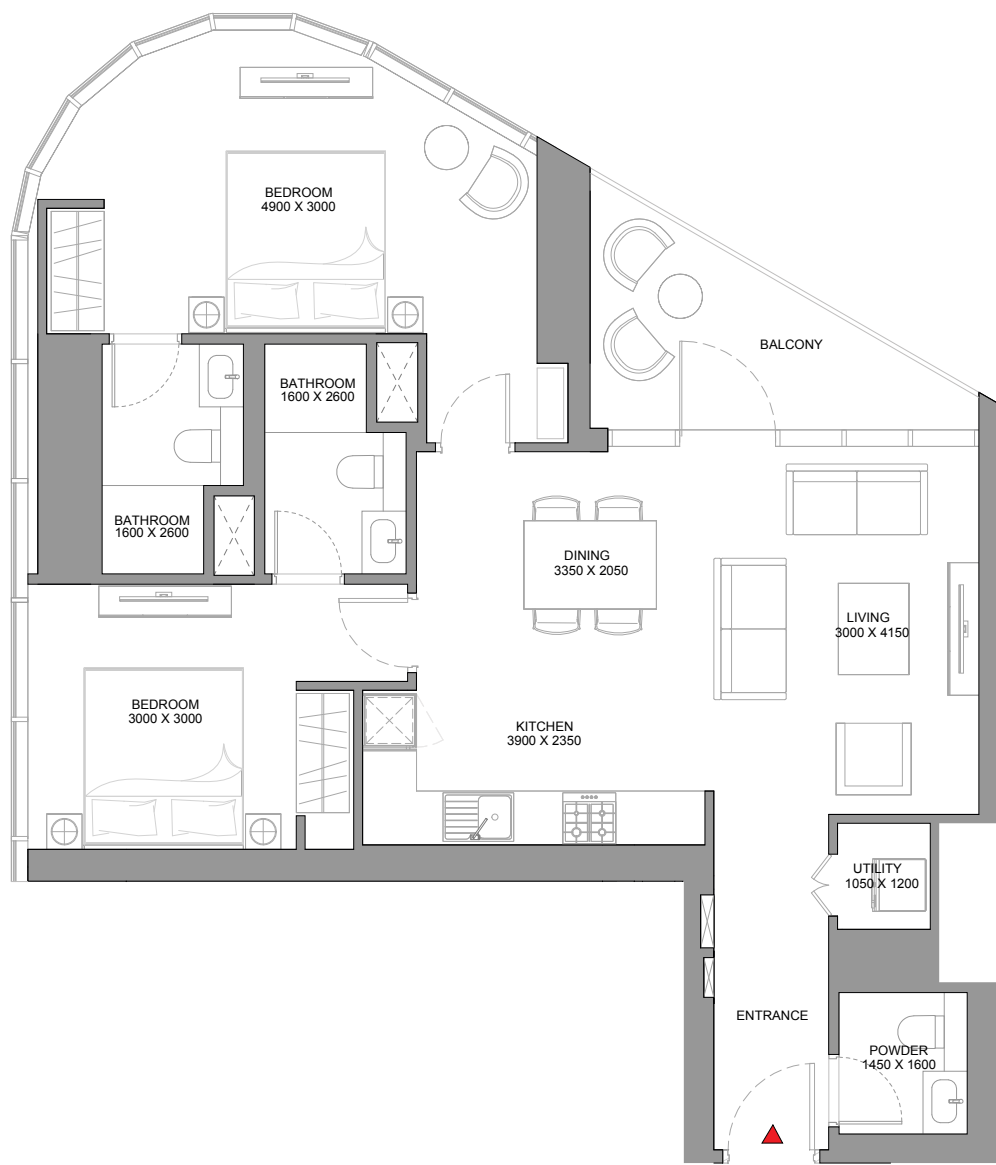 BEDROOM
4900 X 3000
BALCONY
BATHROOM
1600 X 2600
BATHROOM
1600 X 2600
DINING
3350 X 2050
LIVING
3000 X 4150
BEDROOM
3000 X 3000
KITCHEN
3900 X 2350
UTILITY
1050 X 1200
ENTRANCE
POWDER
1450 X 1600